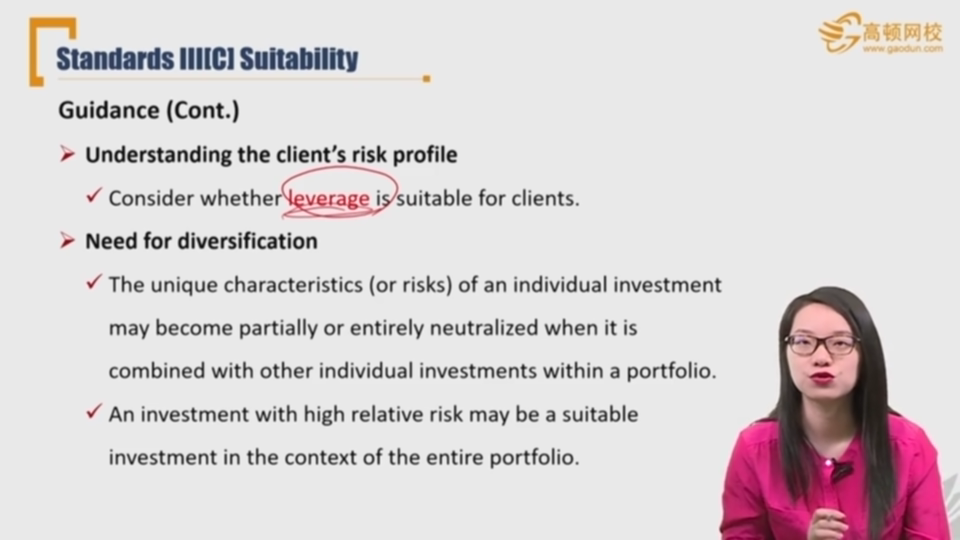 Standards III[C] Suitability
高顿网校
www.gaodun.com
Guidance (Cont.)
Understanding the client's risk profile
Consider whether leverage is suitable for clients.
Need for diversification
The unique characteristics (or risks) of an individual investment
may become partially or entirely neutralized when it is
combined with other individual investments within a portfolio.
An investment with high relative risk may be a suitable
investment in the context of the entire portfolio.